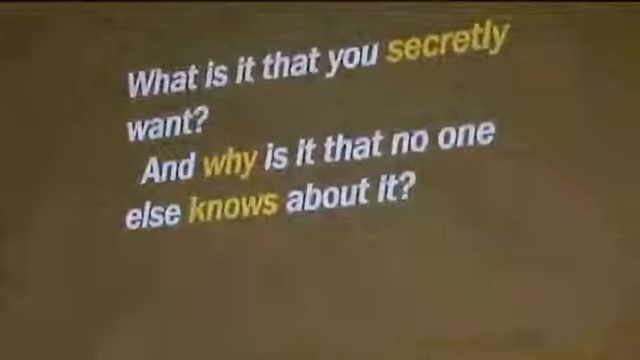 What is it that you secretly
want?
And why is it that no one
else knows about it?